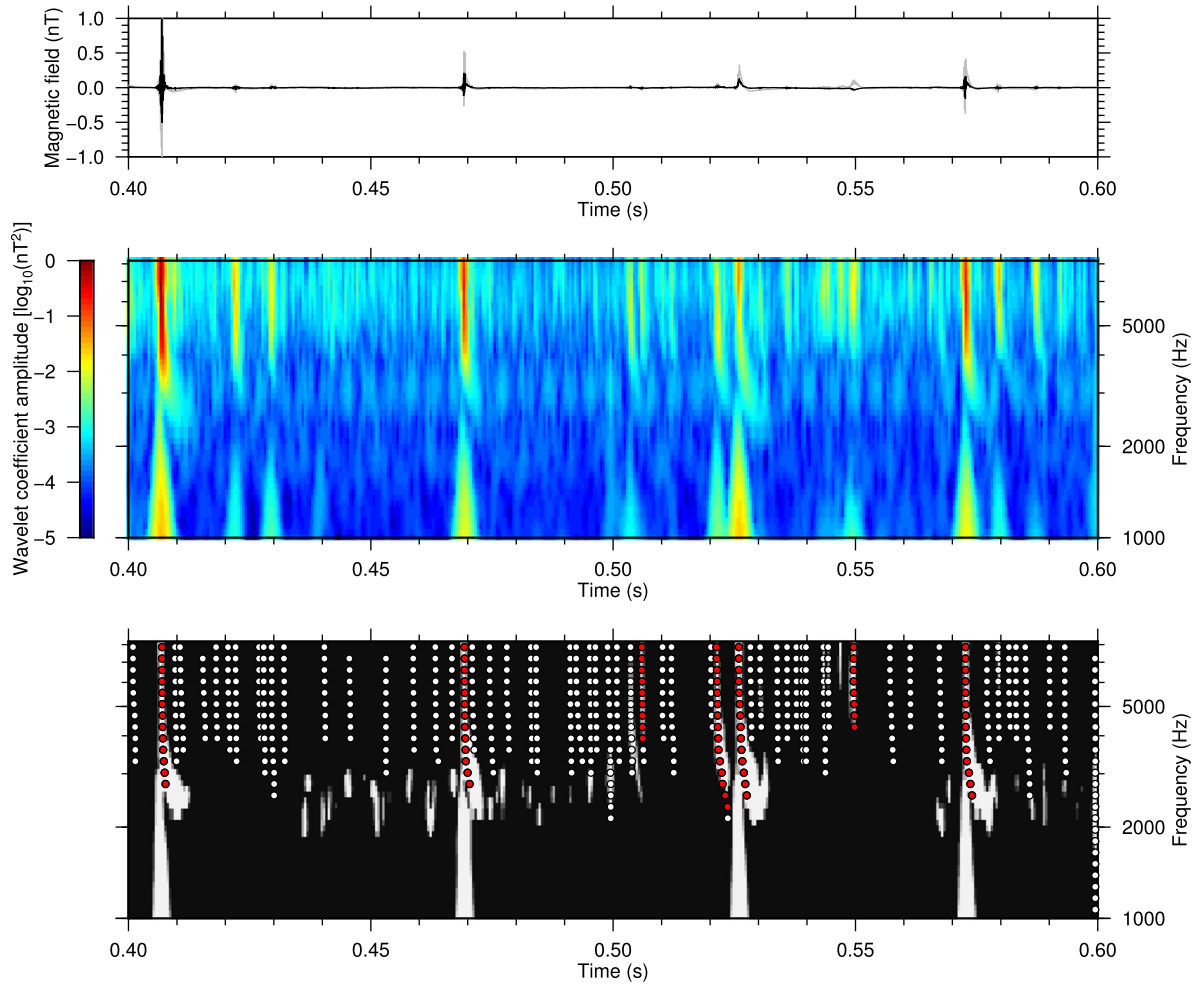 Magnetic field (nT)
1.0
0.5
0.0
−0.5
−1.0
0.40 0.45 0.50 0.55 0.60
Time (s)
Wavelet coefficient amplitude [log10(nT2)]
0
−1
−2
−3
−4
−5
5000
2000
1000
Frequency (Hz)
0.40 0.45 0.50 0.55 0.60
Time (s)
5000
2000
1000
Frequency (Hz)
0.40 0.45 0.50 0.55 0.60
Time (s)